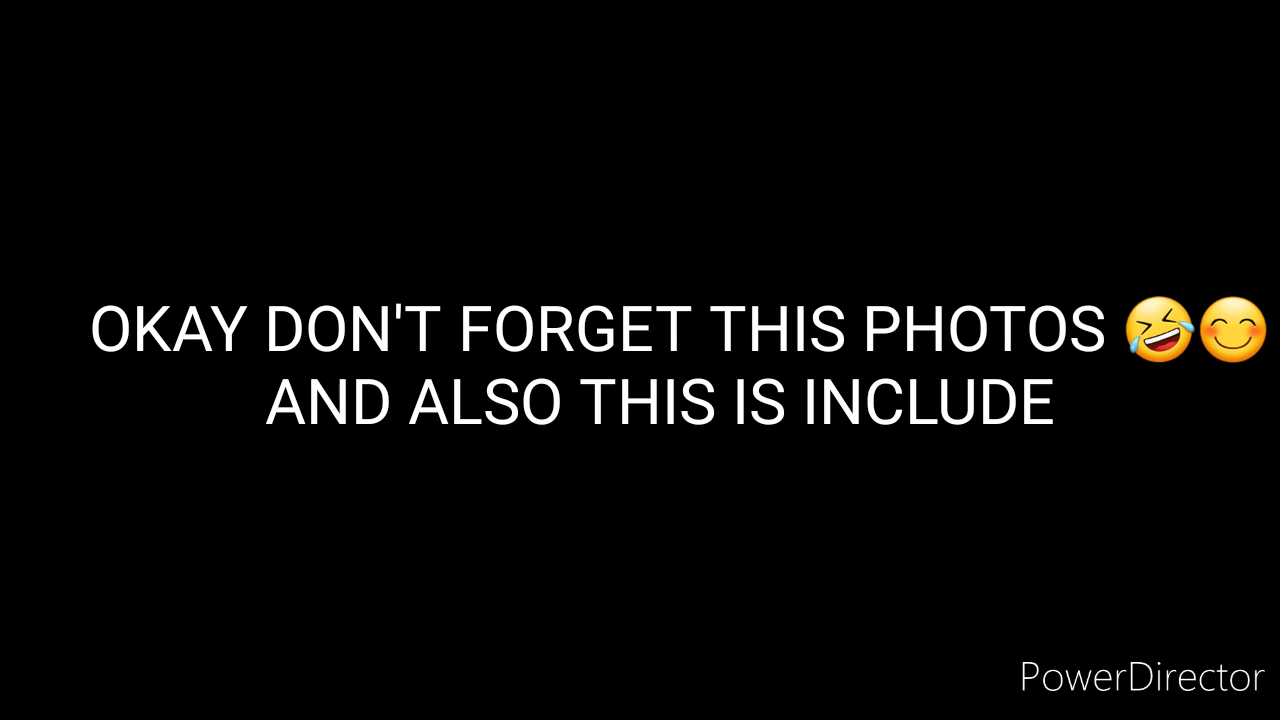 OKAY DON'T FORGET THIS PHOTOS 🤣😊
AND ALSO THIS IS INCLUDE
PowerDirector